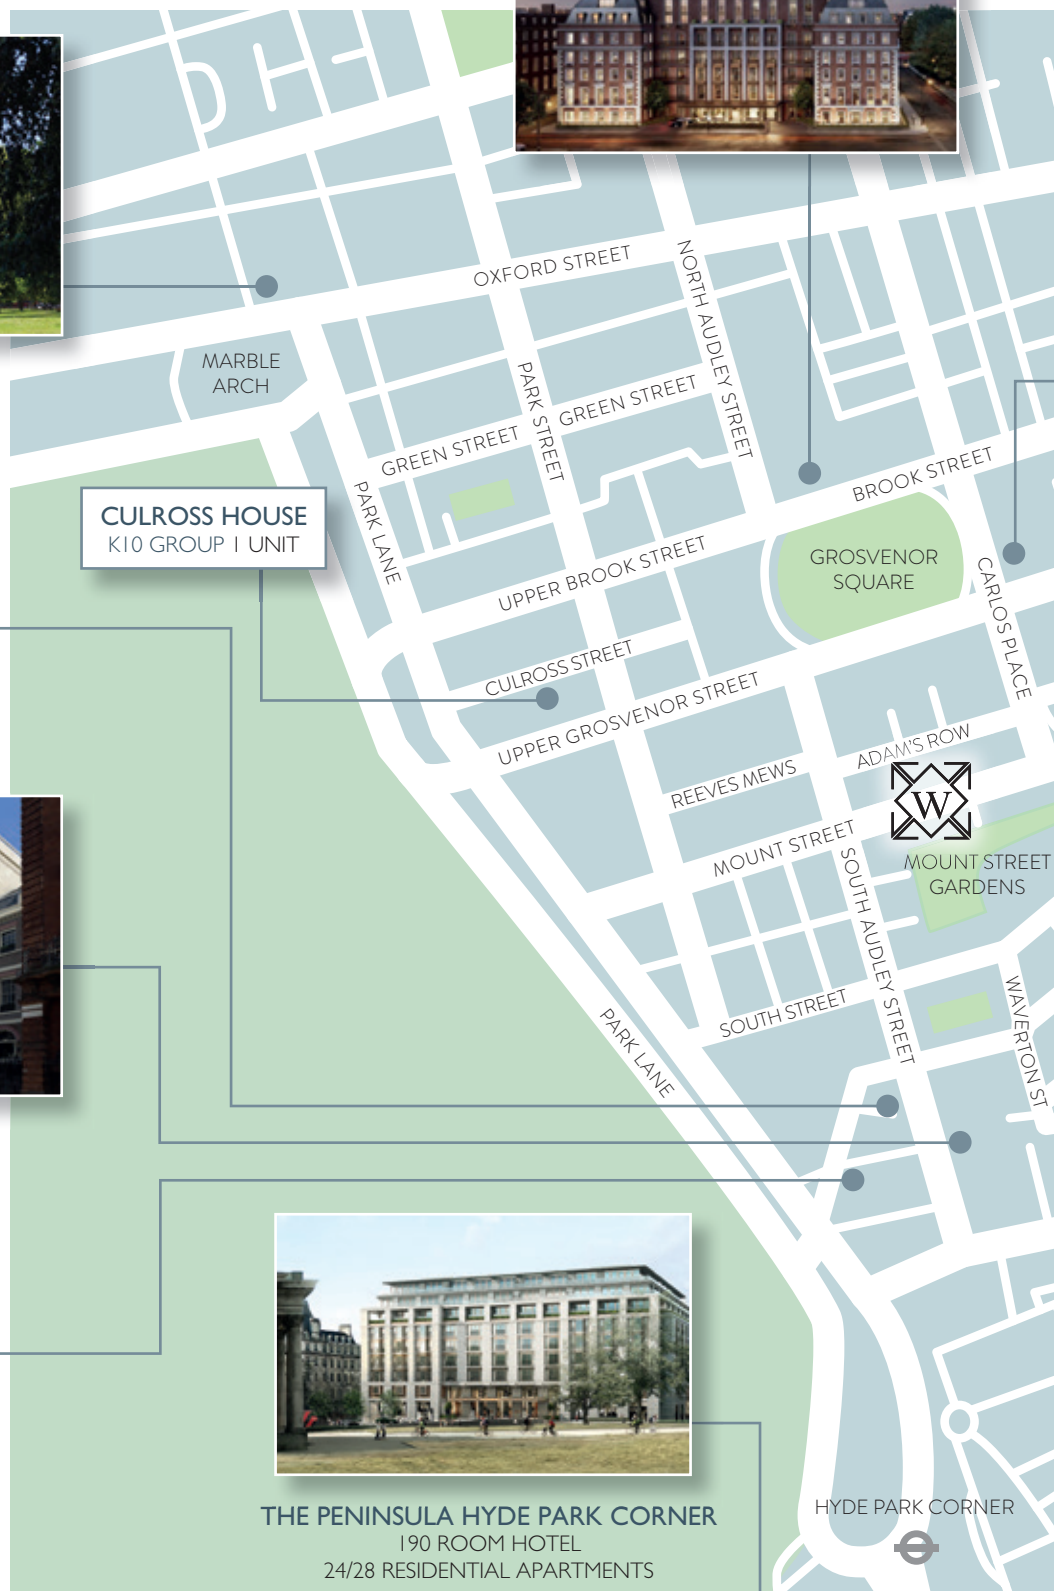 OXFORD STREET
NORTH AUDLEY STREET
MARBLE
ARCH
PARK STREET
GREEN STREET
GREEN STREET
BROOK STREET
PARK LANE
CULROSS HOUSE
K10 GROUP 1 UNIT
UPPER BROOK STREET
GROSVENOR
SQUARE
CARLOS PLACE
CULROSS STREET
UPPER GROSVENOR STREET
ADAM'S ROW
REEVES MEWS
W
MOUNT STREET
MOUNT STREET
GARDENS
SOUTH AUDLEY STREET
SOUTH STREET
WAVERTON ST
PARK LANE
THE PENINSULA HYDE PARK CORNER
190 ROOM HOTEL
24/28 RESIDENTIAL APARTMENTS
HYDE PARK CORNER